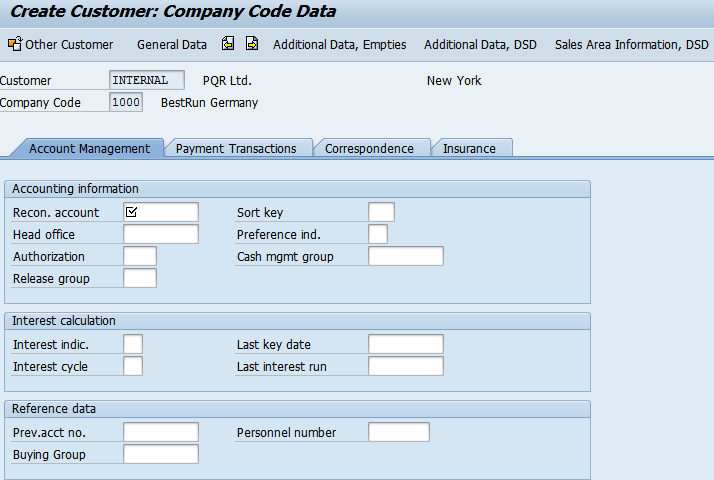 Create Customer: Company Code Data
Other Customer General Data Additional Data, Empties Additional Data, DSD Sales Area Information, DSD
Customer INTERNAL PQR Ltd. New York
Company Code 1000 BestRun Germany
Account Management Payment Transactions Correspondence Insurance
Accounting information
Recon. account Sort key
Head office Preference ind.
Authorization Cash mgmt group
Release group
Interest calculation
Interest indic. Last key date
Interest cycle Last interest run
Reference data
Prev.acct no. Personnel number
Buying Group